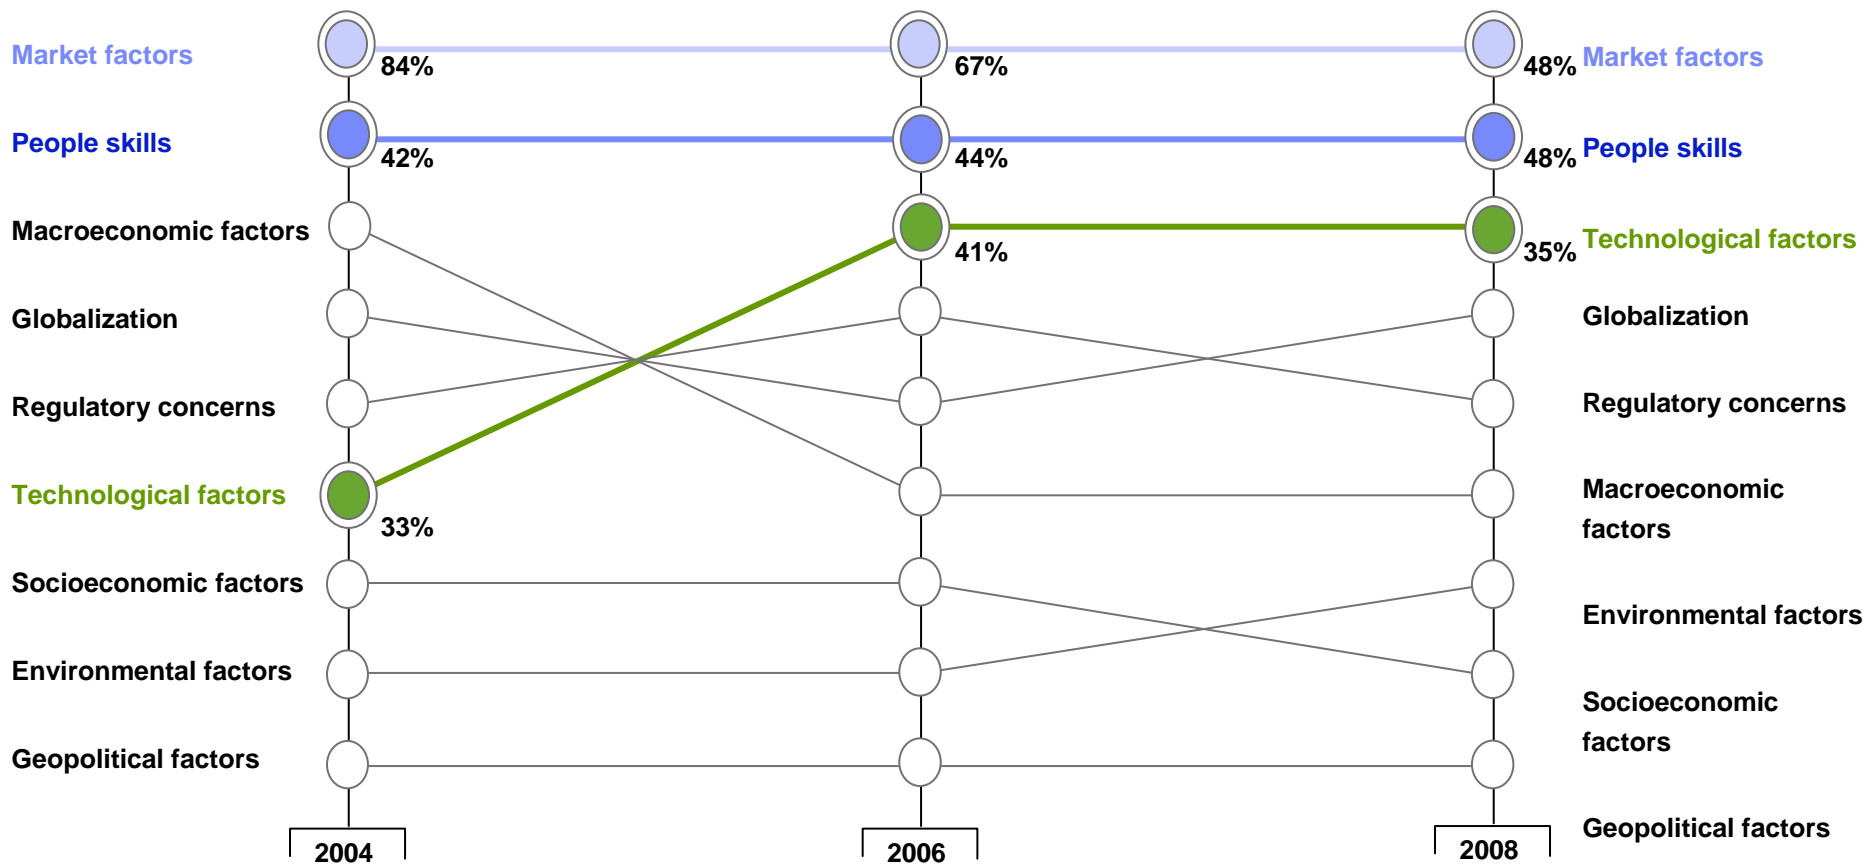 Market factors
People skills
Macroeconomic factors
Globalization
Regulatory concerns
Technological factors
Socioeconomic factors
Environmental factors
Geopolitical factors
84%
42%
33%
2004
67%
44%
41%
2006
48%
48%
35%
2008
Market factors
People skills
Technological factors
Globalization
Regulatory concerns
Macroeconomic
factors
Environmental factors
Socioeconomic
factors
Geopolitical factors